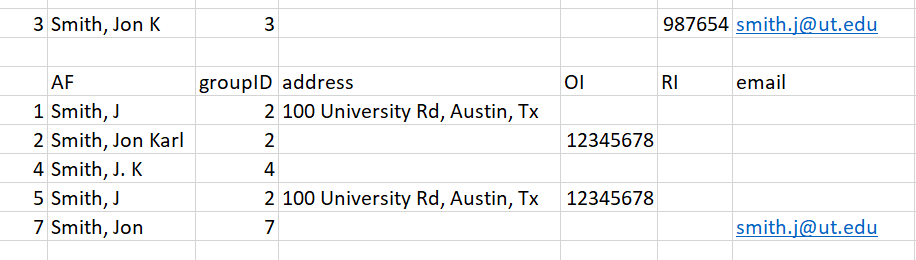 3 Smith, Jon K 3 987654 smith.j@ut.edu
AF groupID address OI RI email
1 Smith, J 2 100 University Rd, Austin, Tx
2 Smith, Jon Karl 2 12345678
4 Smith, J. K 4
5 Smith, J 2 100 University Rd, Austin, Tx 12345678
7 Smith, Jon 7 smith.j@ut.edu